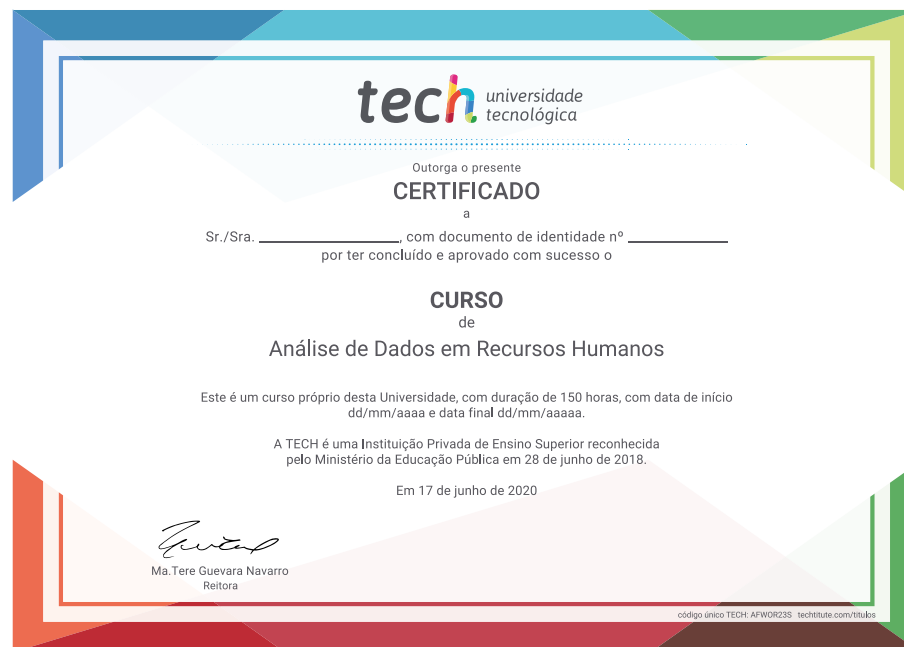 tech universidade
tecnológica
Outorga o presente
CERTIFICADO
a
Sr./Sra. ____________________, com documento de identidade nº ______________
por ter concluído e aprovado com sucesso o
CURSO
de
Análise de Dados em Recursos Humanos
Este é um curso próprio desta Universidade, com duração de 150 horas, com data de início
dd/mm/aaaa e data final dd/mm/aaaaa.
A TECH é uma Instituição Privada de Ensino Superior reconhecida
pelo Ministério da Educação Pública em 28 de junho de 2018.
Em 17 de junho de 2020
Ma.Tere Guevara Navarro
Reitora
código único TECH: AFWOR23S techtitute.com/titulos